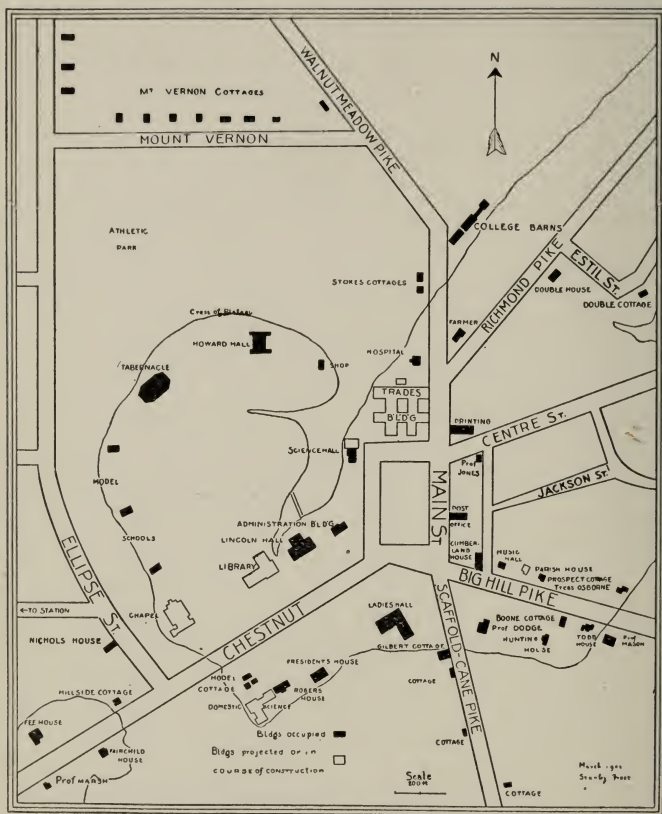 N
MT VERNON COTTAGES
WALNUT MEADOW PIKE
MOUNT VERNON
ATHLETIC
PARK
COLLEGE BARNS
ESTIL ST.
RICHMOND PIKE
DOUBLE HOUSE
DOUBLE COTTAGE
STOKES COTTAGES
FARMER
HOWARD HALL
TABERNACLE
SHOP
HOSPITAL
TRADES
BLDG
PRINTING
CENTRE ST.
SCIENCE HALL
Prof
JONES
JACKSON ST.
MODEL
SCHOOLS
MAIN ST
POST
OFFICE
ADMINISTRATION BLDG
LINCOLN HALL
LIBRARY
CUMBER-
LAND
HOUSE
MUSIC
HALL
PARISH HOUSE
PROSPECT COTTAGE
Treas OSBORNE
BIG HILL PIKE
ELLIPSE ST.
←TO STATION
CHAPEL
CHESTNUT
LADIES HALL
SCAFFOLD-CANE PIKE
BOONE COTTAGE
Prof DODGE
HUNTING
HOUSE
TODD
HOUSE
Prof
MASON
NICHOLS HOUSE
GILBERT COTTAGE
COTTAGE
PRESIDENTS HOUSE
MODEL
COTTAGE
ROGERS
HOUSE
DOMESTIC SCIENCE
HILLSIDE COTTAGE
FEE HOUSE
FAIRCHILD
HOUSE
Prof MARSH
Bldgs occupied
Bldgs projected or in
COURSE of CONSTRUCTION
COTTAGE
Scale
COTTAGE